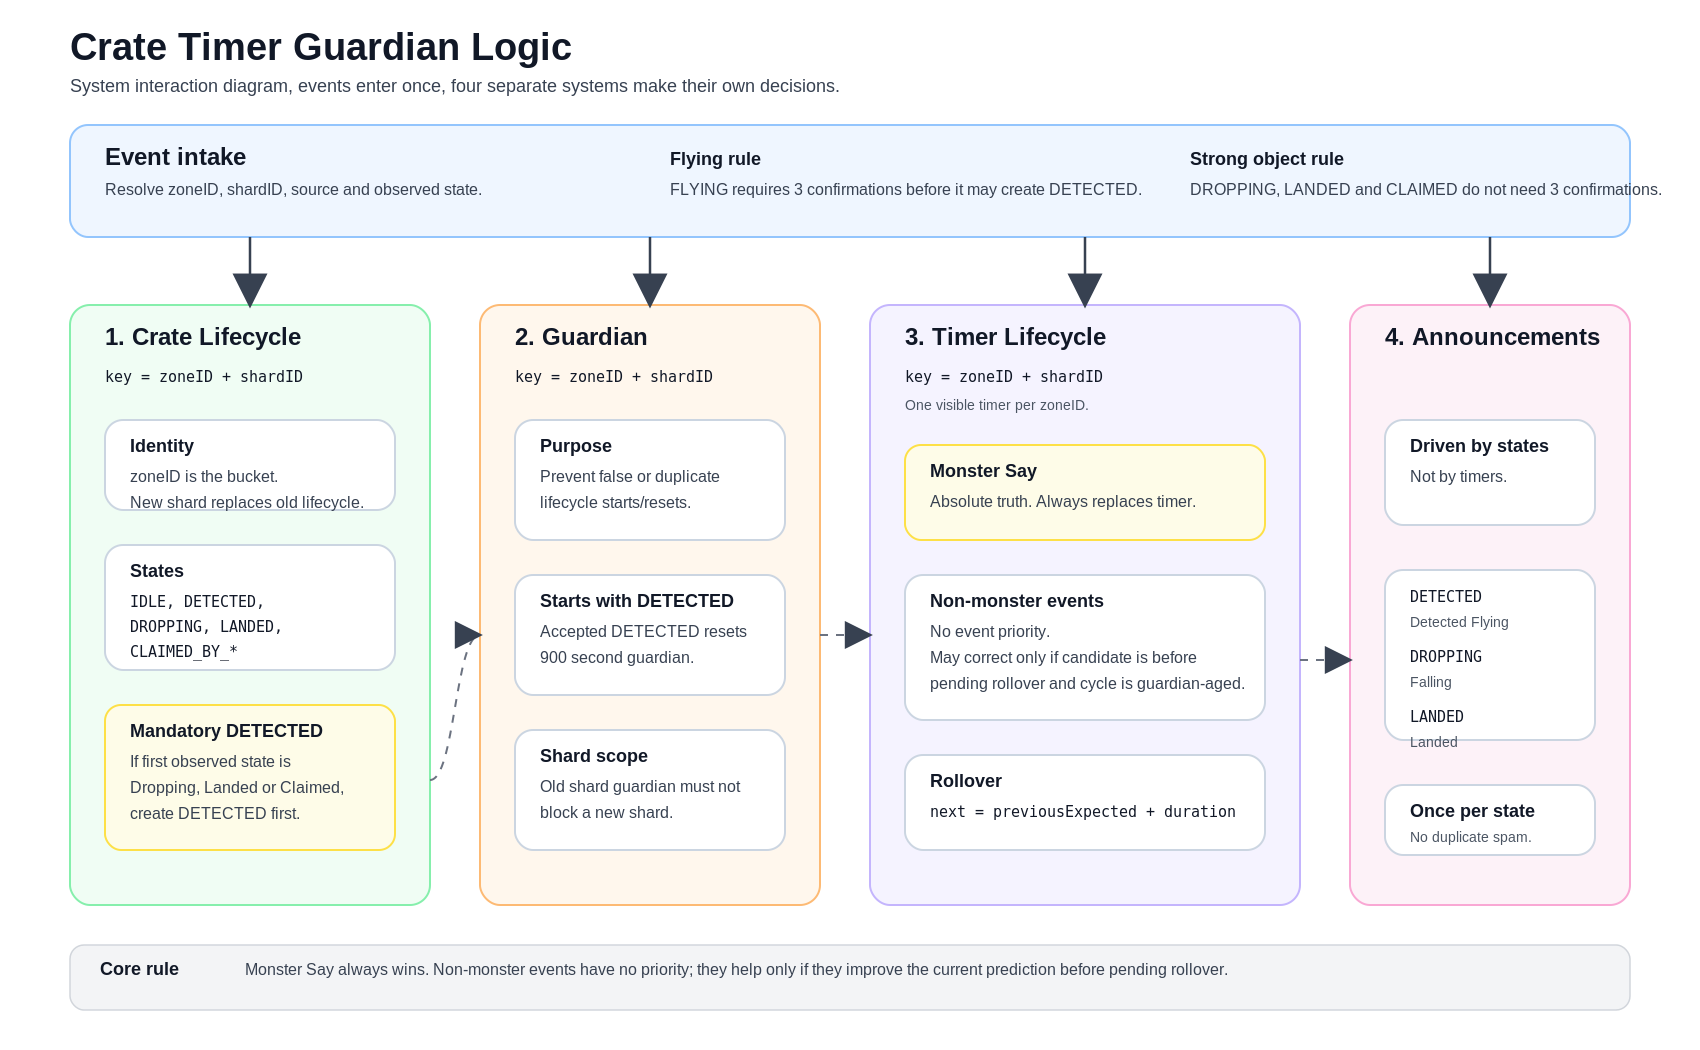 Crate Timer Guardian Logic
System interaction diagram, events enter once, four separate systems make their own decisions.
Event intake
Resolve zoneID, shardID, source and observed state.
Flying rule
FLYING requires 3 confirmations before it may create DETECTED.
Strong object rule
DROPPING, LANDED and CLAIMED do not need 3 confirmations.
1. Crate Lifecycle
key = zoneID + shardID
Identity
zoneID is the bucket.
New shard replaces old lifecycle.
States
IDLE, DETECTED,
DROPPING, LANDED,
CLAIMED_BY_*
Mandatory DETECTED
If first observed state is
Dropping, Landed or Claimed,
create DETECTED first.
2. Guardian
key = zoneID + shardID
Purpose
Prevent false or duplicate
lifecycle starts/resets.
Starts with DETECTED
Accepted DETECTED resets
900 second guardian.
Shard scope
Old shard guardian must not
block a new shard.
3. Timer Lifecycle
key = zoneID + shardID
One visible timer per zoneID.
Monster Say
Absolute truth. Always replaces timer.
Non-monster events
No event priority.
May correct only if candidate is before
pending rollover and cycle is guardian-aged.
Rollover
next = previousExpected + duration
4. Announcements
Driven by states
Not by timers.
DETECTED
Detected Flying
DROPPING
Falling
LANDED
Landed
Once per state
No duplicate spam.
Core rule
Monster Say always wins. Non-monster events have no priority; they help only if they improve the current prediction before pending rollover.